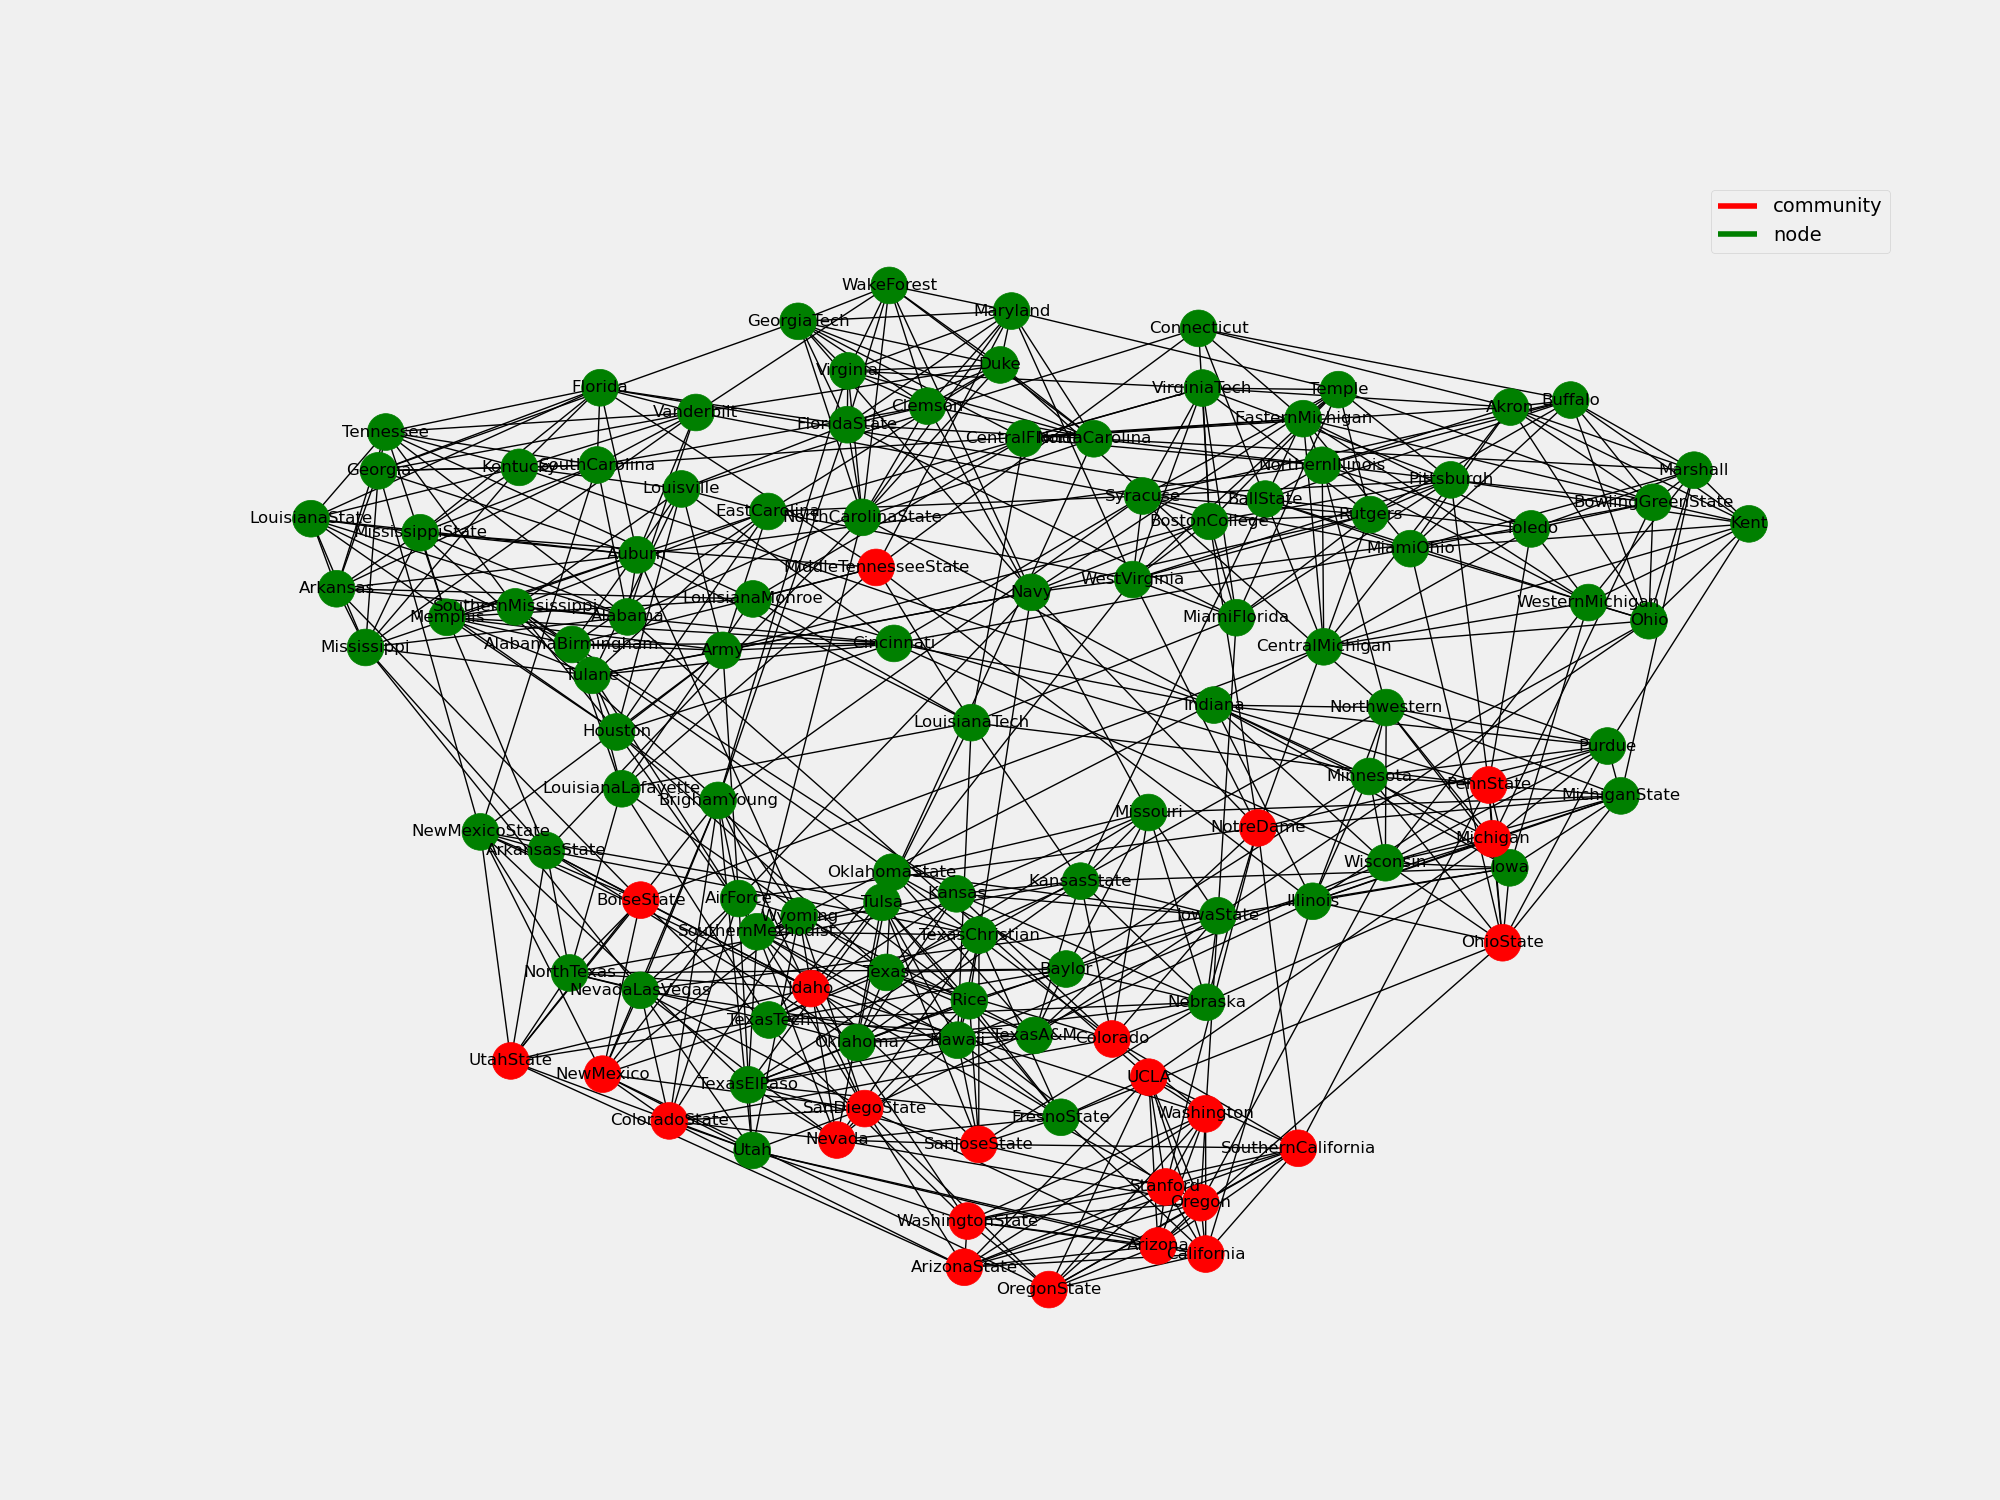 community
node
WakeForest
Maryland
GeorgiaTech
Connecticut
Duke
Virginia
Florida
VirginiaTech
Temple
Buffalo
Clemson
Akron
Vanderbilt
EasternMichigan
FloridaState
Tennessee
CentralFlorida
NorthCarolina
Georgia
Kentucky
SouthCarolina
NorthernIllinois
Marshall
Pittsburgh
Louisville
Syracuse
BallState
BowlingGreenState
EastCarolina
NorthCarolinaState
LouisianaState
BostonCollege
Rutgers
Kent
Toledo
MississippiState
Auburn
MiamiOhio
MiddleTennesseeState
WestVirginia
Arkansas
Navy
LouisianaMonroe
WesternMichigan
SouthernMississippi
Memphis
Alabama
MiamiFlorida
Ohio
AlabamaBirmingham
Cincinnati
Mississippi
Army
CentralMichigan
Tulane
Indiana
Northwestern
LouisianaTech
Houston
Purdue
Minnesota
PennState
LouisianaLafayette
MichiganState
BrighamYoung
Missouri
NotreDame
NewMexicoState
Michigan
ArkansasState
Wisconsin
Iowa
OklahomaState
KansasState
Kansas
BoiseState
AirForce
Tulsa
Illinois
Wyoming
IowaState
SouthernMethodist
TexasChristian
OhioState
NorthTexas
Texas
Baylor
NevadaLasVegas
Idaho
Rice
Nebraska
TexasTech
Oklahoma
Hawaii
TexasA&M
Colorado
UtahState
NewMexico
UCLA
TexasElPaso
SanDiegoState
Washington
ColoradoState
FresnoState
Nevada
SanJoseState
SouthernCalifornia
Utah
Stanford
Oregon
WashingtonState
Arizona
California
ArizonaState
OregonState